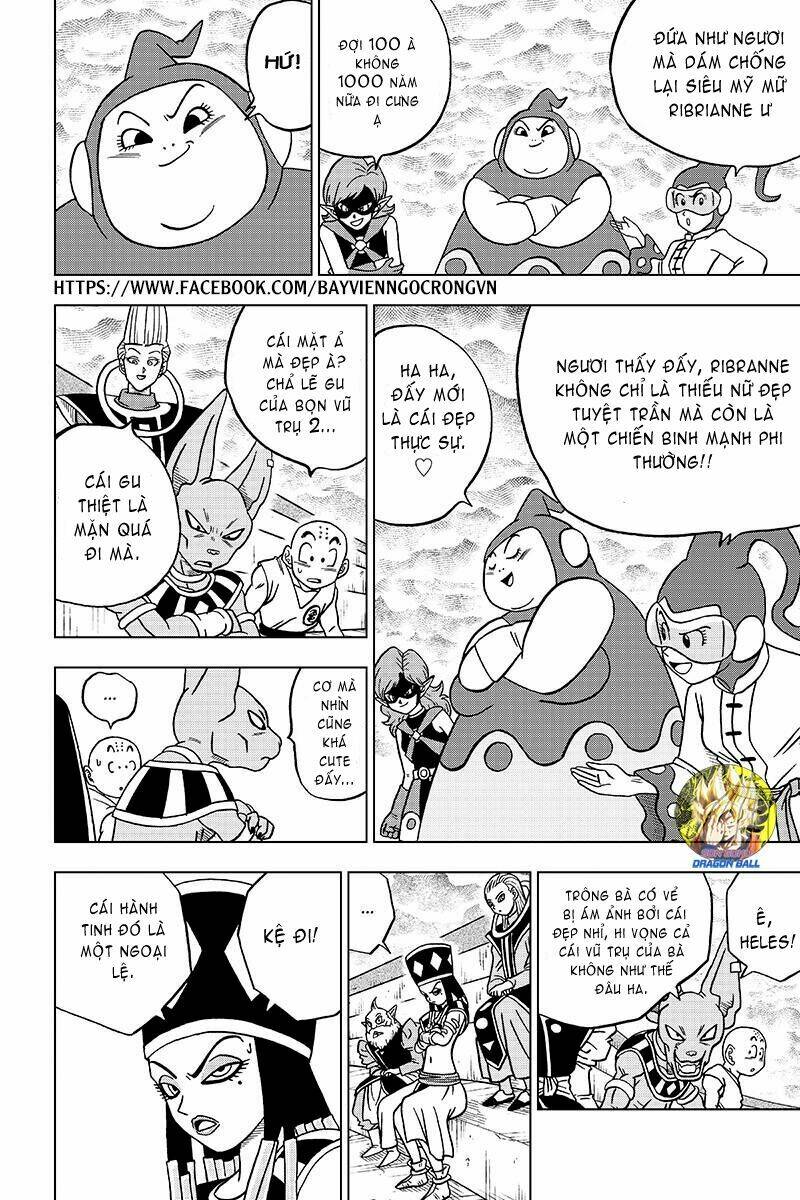 ĐỨA NHƯ NGƯƠI
MÀ DÁM CHỐNG
LẠI SIÊU MỸ MỮ
RIBRIANNE Ư
ĐỢI 100 À
KHÔNG
1000 NĂM
NỮA ĐI CƯNG
Ạ
HỨ!
HTTPS://WWW.FACEBOOK.COM/BAYVIENNGOCRONGVN
NGƯƠI THẤY ĐẤY, RIBRANNE
KHÔNG CHỈ LÀ THIẾU NỮ ĐẸP
TUYỆT TRẦN MÀ CÒN LÀ
MỘT CHIẾN BINH MẠNH PHI
THƯỜNG!!
HA HA,
ĐẤY MỚI
LÀ CÁI ĐẸP
THỰC SỰ.
♡
CÁI MẶT Ả
MÀ ĐẸP À?
CHẢ LẼ GU
CỦA BỌN VŨ
TRỤ 2...
CÁI GU
THIỆT LÀ
MẶN QUÁ
ĐI MÀ.
CƠ MÀ
NHÌN
CŨNG
KHÁ
CUTE
ĐẤY...
...
DRAGON BALL
Ê,
HELES!
TRÔNG BÀ CÓ VẺ
BỊ ÁM ẢNH BỞI CÁI
ĐẸP NHỈ, HI VỌNG CẢ
CÁI VŨ TRỤ CỦA BÀ
KHÔNG NHƯ THẾ
ĐÂU HA.
...
KỆ ĐI!
CÁI HÀNH
TINH ĐÓ LÀ
MỘT NGOẠI
LỆ.